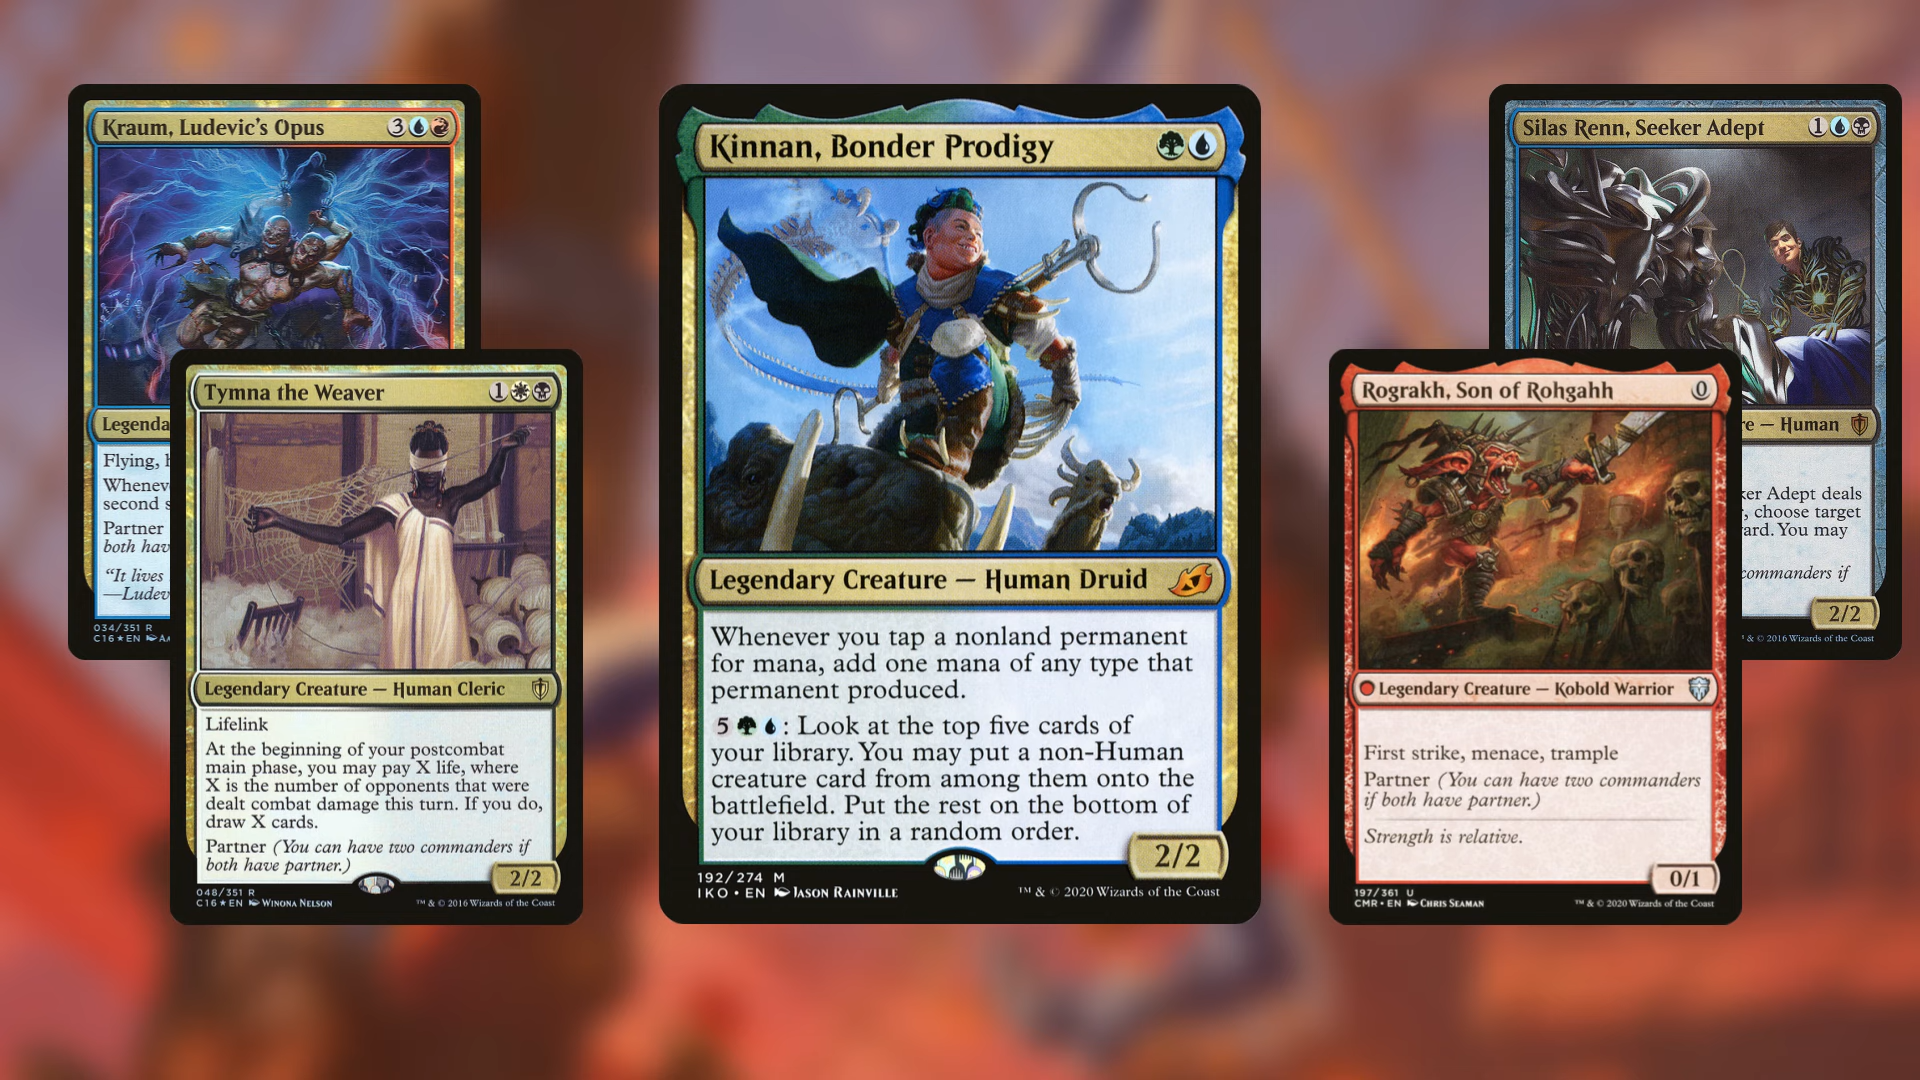 Kraum, Ludevic's Opus 3
Legenda
Flying, h
Whenev
second s
Partner
both hav
"It lives
—Ludev
034/351 R
C16★EN
Tymna the Weaver 1
Legendary Creature — Human Cleric
Lifelink
At the beginning of your postcombat
main phase, you may pay X life, where
X is the number of opponents that were
dealt combat damage this turn. If you do,
draw X cards.
Partner (You can have two commanders if
both have partner.)
2/2
048/351 R
C16★EN Winona Nelson ™ & © 2016 Wizards of the Coast
Kinnan, Bonder Prodigy
Legendary Creature — Human Druid
Whenever you tap a nonland permanent
for mana, add one mana of any type that
permanent produced.
5 : Look at the top five cards of
your library. You may put a non-Human
creature card from among them onto the
battlefield. Put the rest on the bottom of
your library in a random order.
2/2
192/274 M
IKO • EN Jason Rainville ™ & © 2020 Wizards of the Coast
Rograkh, Son of Rohgahh 0
Legendary Creature — Kobold Warrior
First strike, menace, trample
Partner (You can have two commanders
if both have partner.)
Strength is relative.
0/1
197/361 U
CMR • EN Chris Seaman ™ & © 2020 Wizards of the Coast
Silas Renn, Seeker Adept 1
re — Human
ker Adept deals
r, choose target
yard. You may
commanders if
2/2
& © 2016 Wizards of the Coast